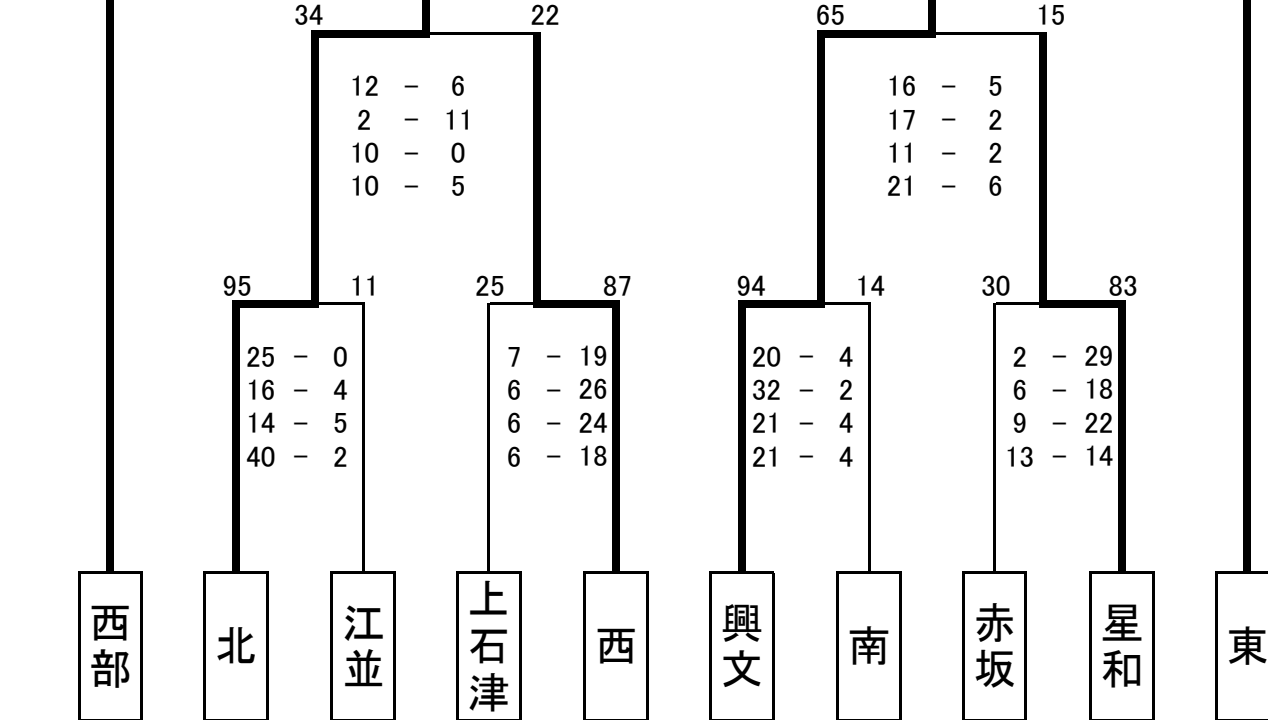 34 22 65 15
12 - 6 16 - 5
2 - 11 17 - 2
10 - 0 11 - 2
10 - 5 21 - 6
95 11 25 87 94 14 30 83
25 - 0 7 - 19 20 - 4 2 - 29
16 - 4 6 - 26 32 - 2 6 - 18
14 - 5 6 - 24 21 - 4 9 - 22
40 - 2 6 - 18 21 - 4 13 - 14
西部
北
江並
上石津
西
興文
南
赤坂
星和
東